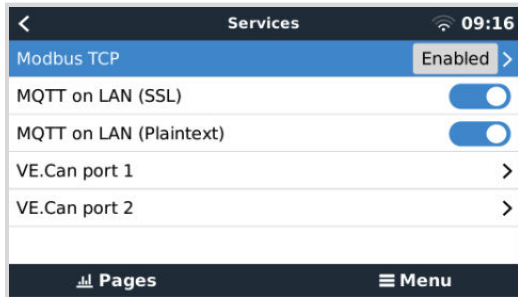 Services 09:16
Modbus TCP Enabled
MQTT on LAN (SSL)
MQTT on LAN (Plaintext)
VE.Can port 1
VE.Can port 2
Pages Menu